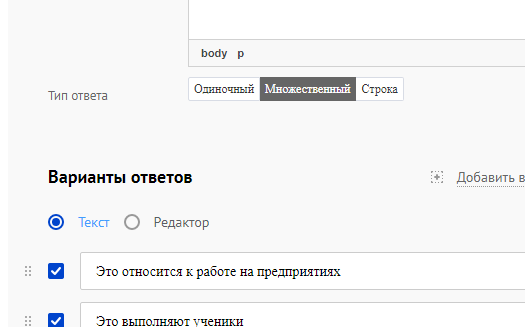 body p
Тип ответа
Одиночный Множественный Строка
Варианты ответов
Добавить в
Текст Редактор
Это относится к работе на предприятиях
Это выполняют ученики